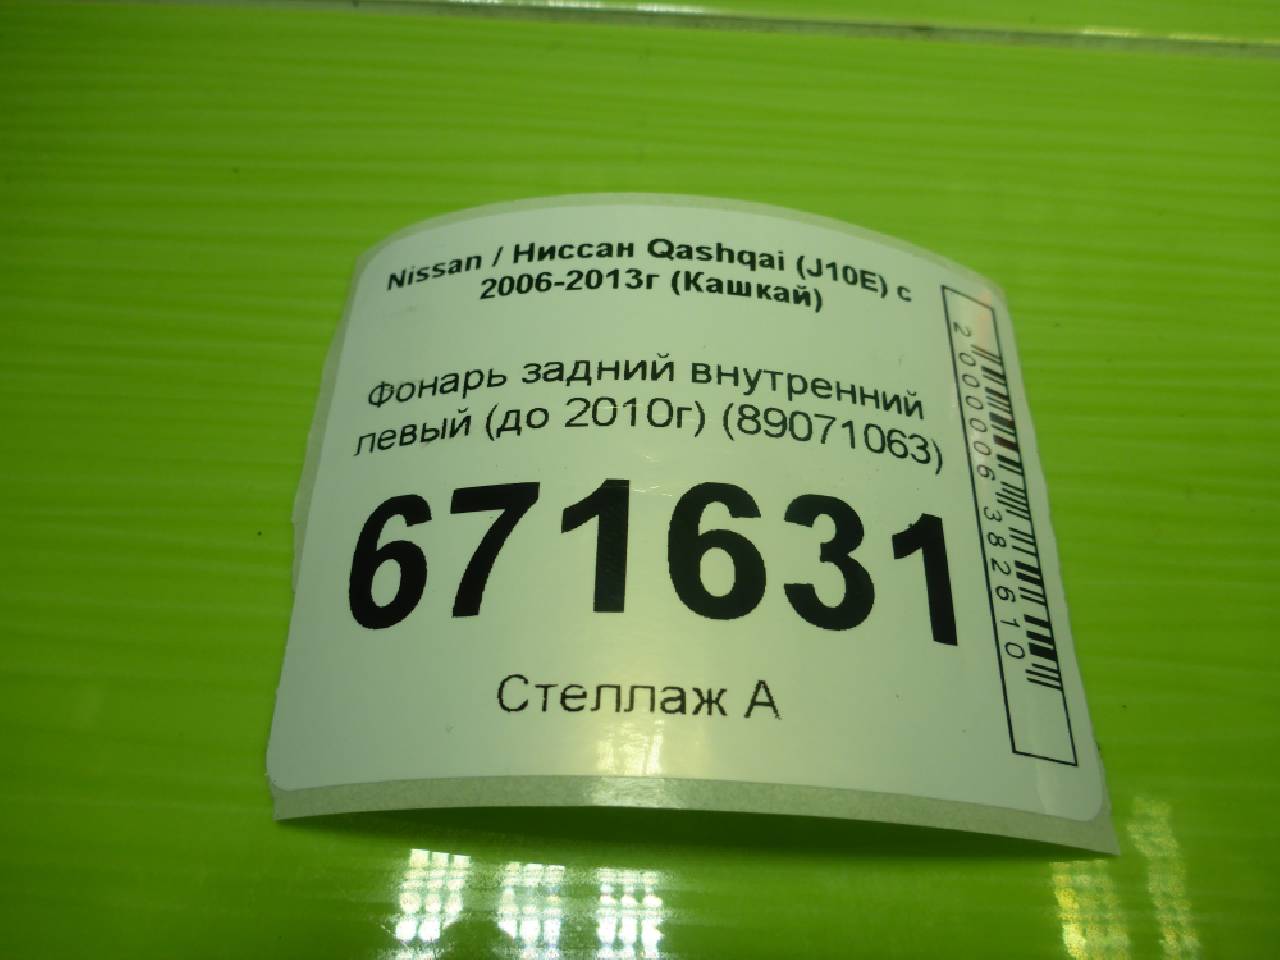 Nissan / Ниссан Qashqai (J10E) с
2006-2013г (Кашкай)
Фонарь задний внутренний
левый (до 2010г) (89071063)
671631
Стеллаж А
2000006382610